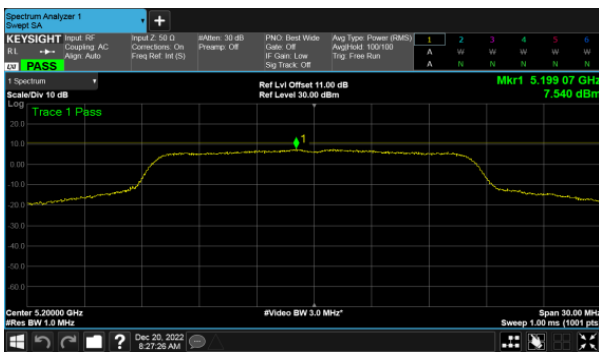 Spectrum Analyzer 1
Swept SA
+
KEYSIGHT Input: RF Input Z: 50 Ω #Atten: 30 dB PNO: Best Wide Avg Type: Power (RMS) 1 2 3 4 5 6
RL Coupling: AC Corrections: On Preamp: Off Gate: Off Avg|Hold: 100/100 A W W W W W
Align: Auto Freq Ref: Int (S) IF Gain: Low Trig: Free Run
LXI PASS Sig Track: Off A N N N N N
1 Spectrum
Ref Lvl Offset 11.00 dB Mkr1 5.199 07 GHz
Scale/Div 10 dB Ref Level 30.00 dBm 7.540 dBm
Log
Trace 1 Pass
20.0
10.0
1
0.00
-10.0
-20.0
-30.0
-40.0
-50.0
-60.0
Center 5.20000 GHz #Video BW 3.0 MHz* Span 30.00 MHz
#Res BW 1.0 MHz Sweep 1.00 ms (1001 pts)
? Dec 20, 2022
8:27:26 AM